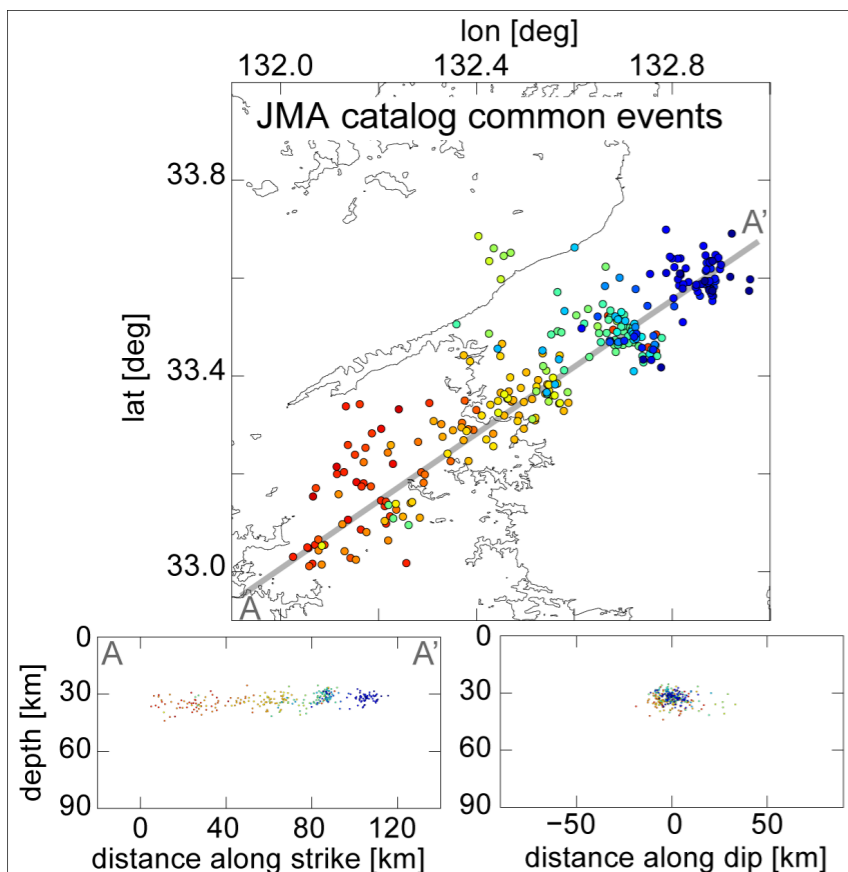 lon [deg]
132.0 132.4 132.8
JMA catalog common events
33.8
A'
lat [deg]
33.4
33.0
A
0 A A' 0
30 30
depth [km]
60 60
90 90
0 40 80 120 −50 0 50
distance along strike [km] distance along dip [km]